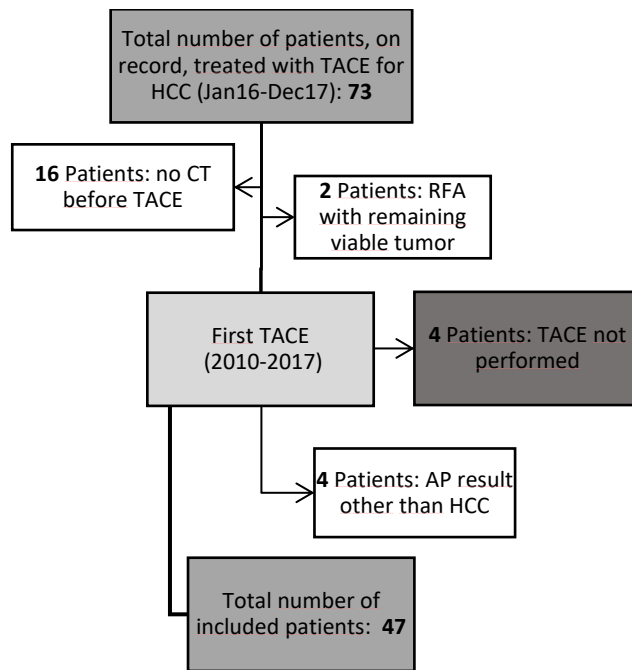 Total number of patients, on
record, treated with TACE for
HCC (Jan16-Dec17): 73
16 Patients: no CT
before TACE
2 Patients: RFA
with remaining
viable tumor
First TACE
(2010-2017)
4 Patients: TACE not
performed
4 Patients: AP result
other than HCC
Total number of
included patients: 47